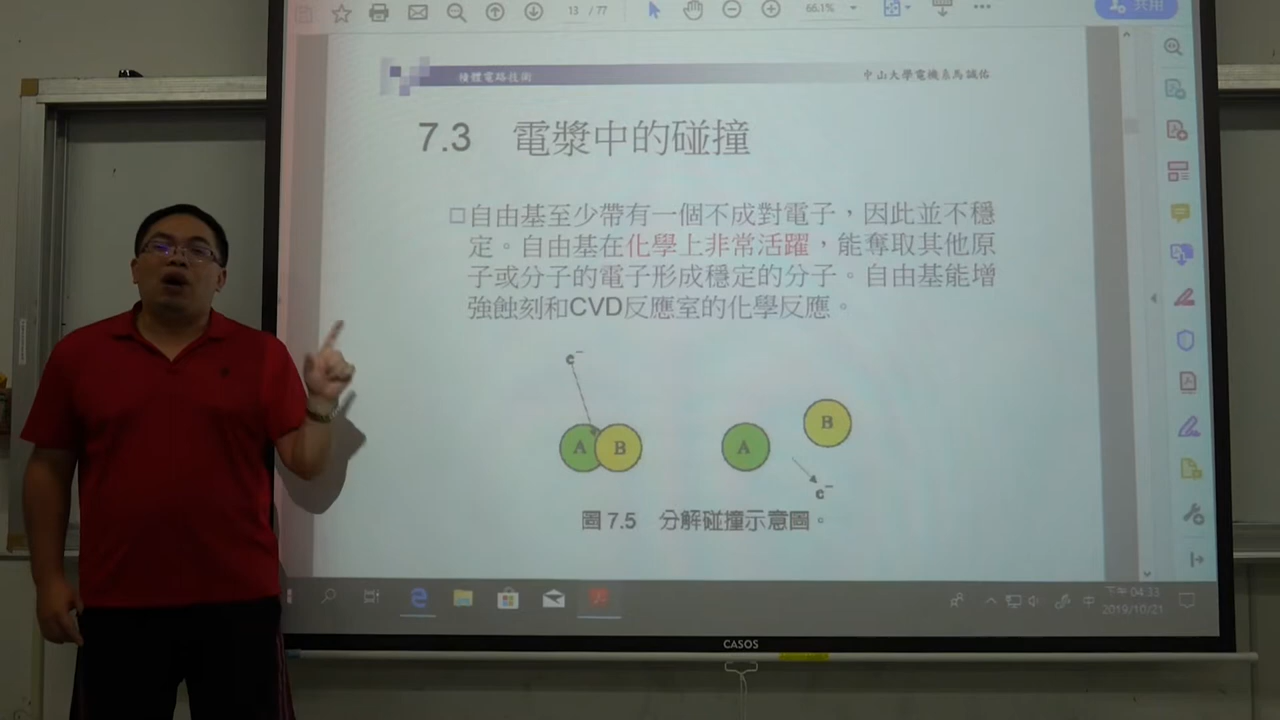 13 / 77
66.1%
共用
積體電路技術
中山大學電機系馬誠佑
7.3 電漿中的碰撞
□自由基至少帶有一個不成對電子，因此並不穩
定。自由基在化學上非常活躍，能奪取其他原
子或分子的電子形成穩定的分子。自由基能增
強蝕刻和CVD反應室的化學反應。
e⁻
A B
A
B
e⁻
圖 7.5 分解碰撞示意圖。
中
下午 04:33
2019/10/21
CASOS